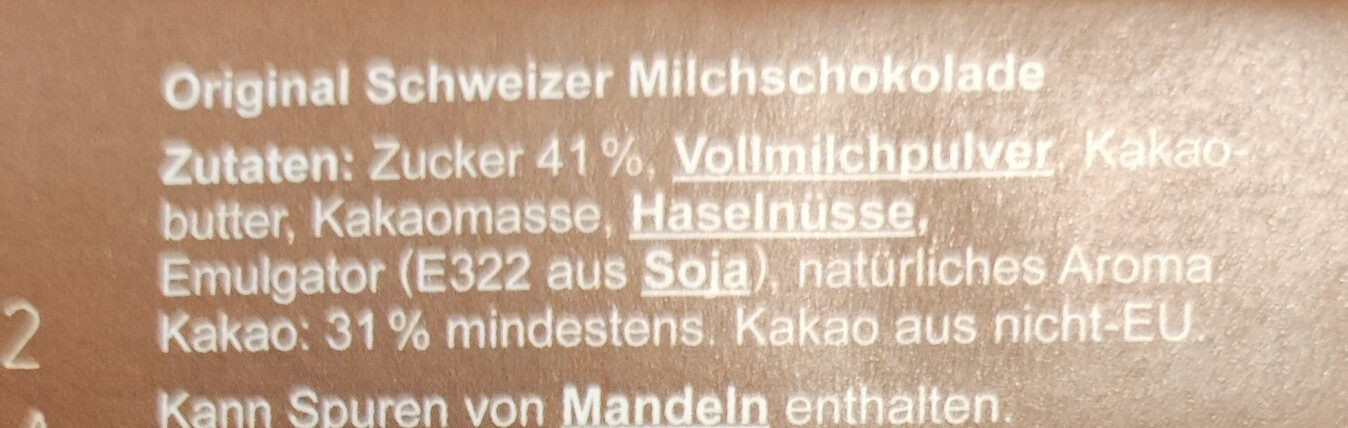 Original Schweizer Milchschokolade
Zutaten: Zucker 41 %, Vollmilchpulver, Kakao-
butter, Kakaomasse, Haselnüsse,
Emulgator (E322 aus Soja), natürliches Aroma.
Kakao: 31 % mindestens. Kakao aus nicht-EU.
2
Kann Spuren von Mandeln enthalten.